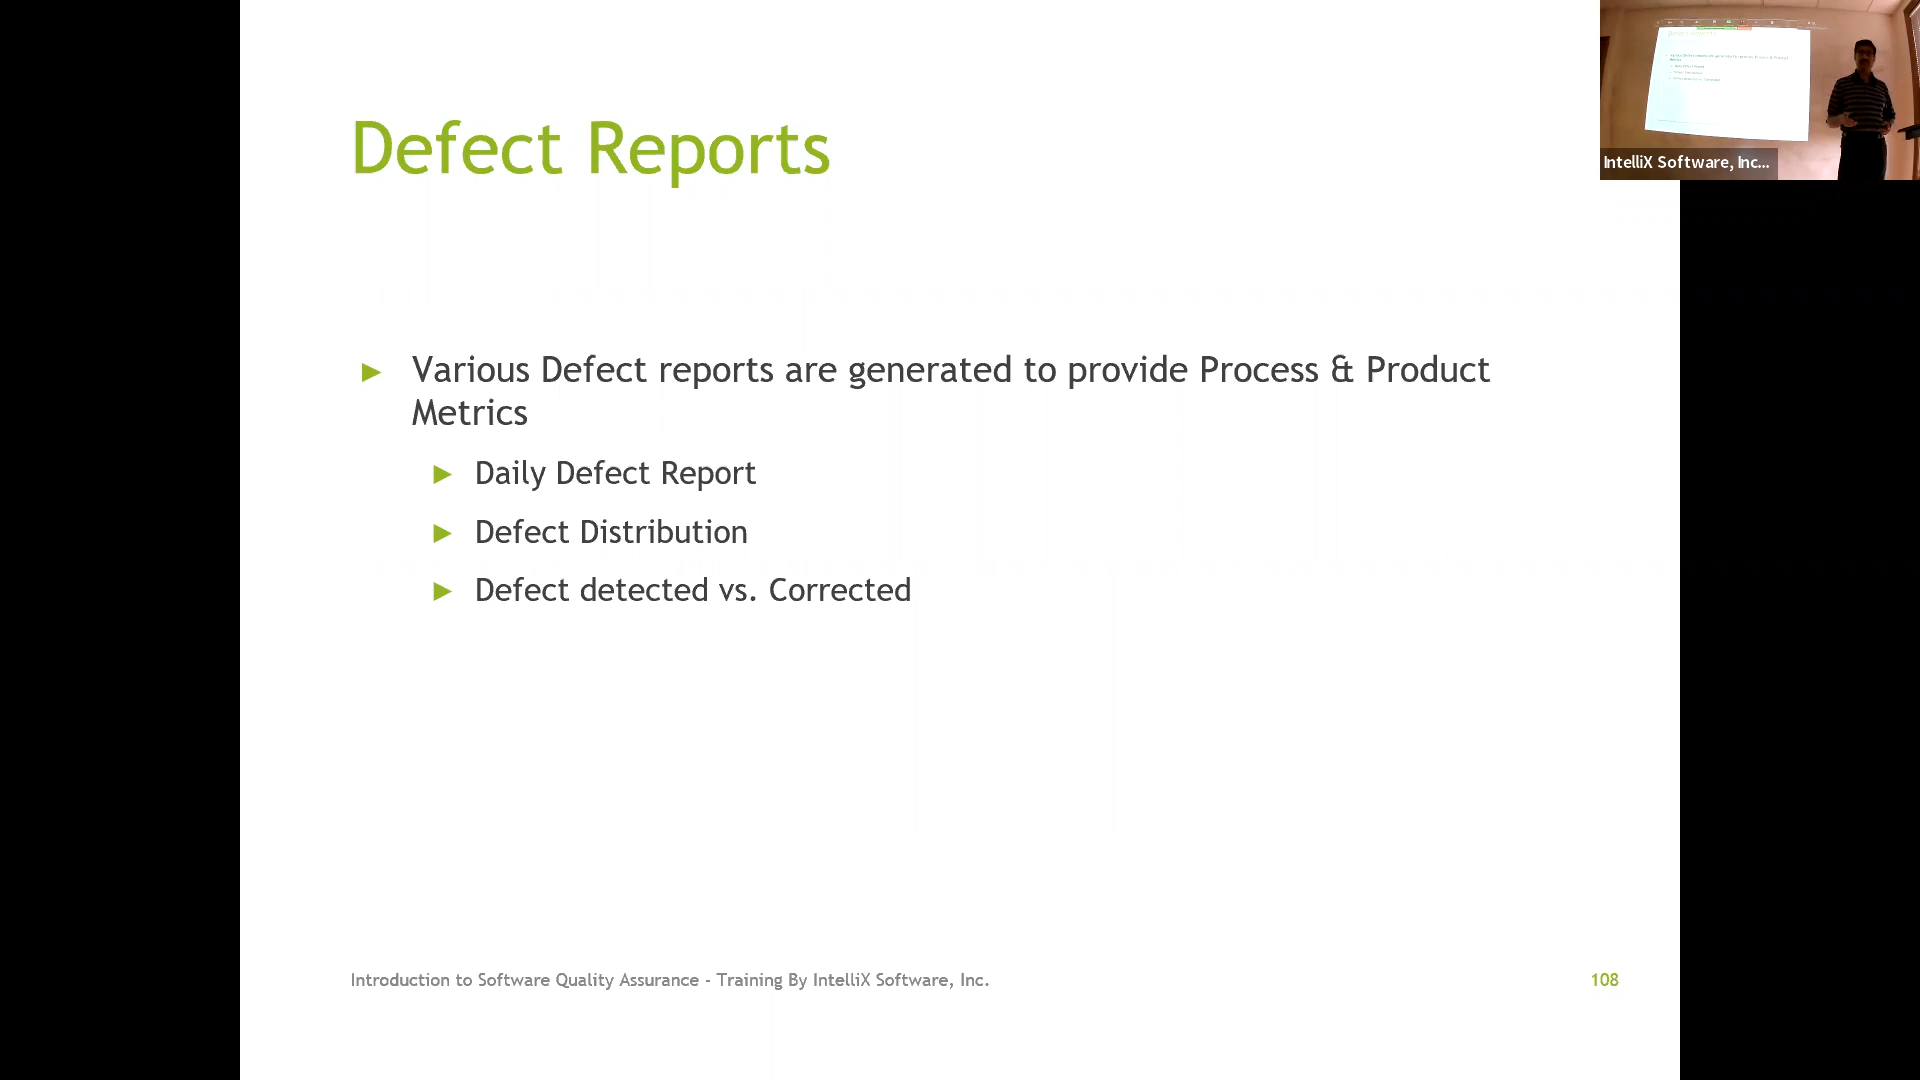 Defect Reports
IntelliX Software, Inc...
► Various Defect reports are generated to provide Process & Product
Metrics
► Daily Defect Report
► Defect Distribution
► Defect detected vs. Corrected
Introduction to Software Quality Assurance - Training By IntelliX Software, Inc.
108